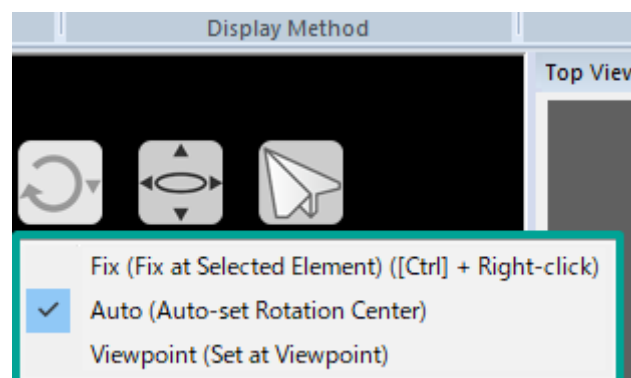 Display Method
Top View
Fix (Fix at Selected Element) ([Ctrl] + Right-click)
Auto (Auto-set Rotation Center)
Viewpoint (Set at Viewpoint)